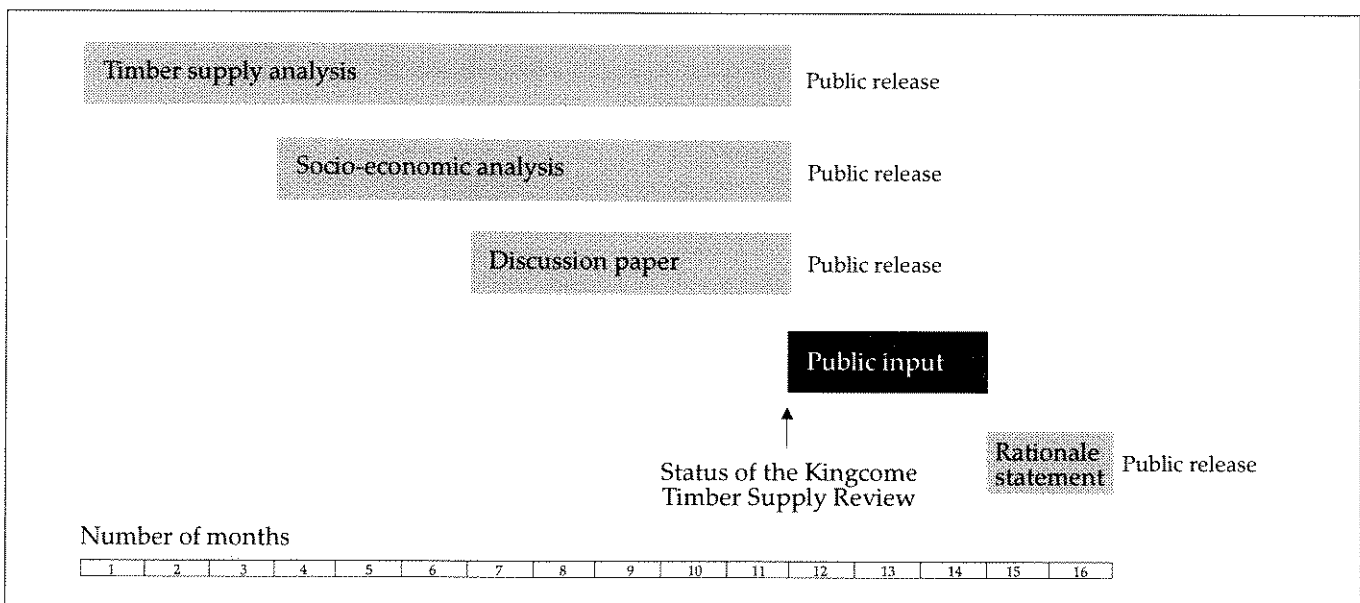 Timber supply analysis
Public release
Socio-economic analysis
Public release
Discussion paper
Public release
Public input
Status of the Kingcome
Timber Supply Review
Rationale
statement
Public release
Number of months
1 2 3 4 5 6 7 8 9 10 11 12 13 14 15 16